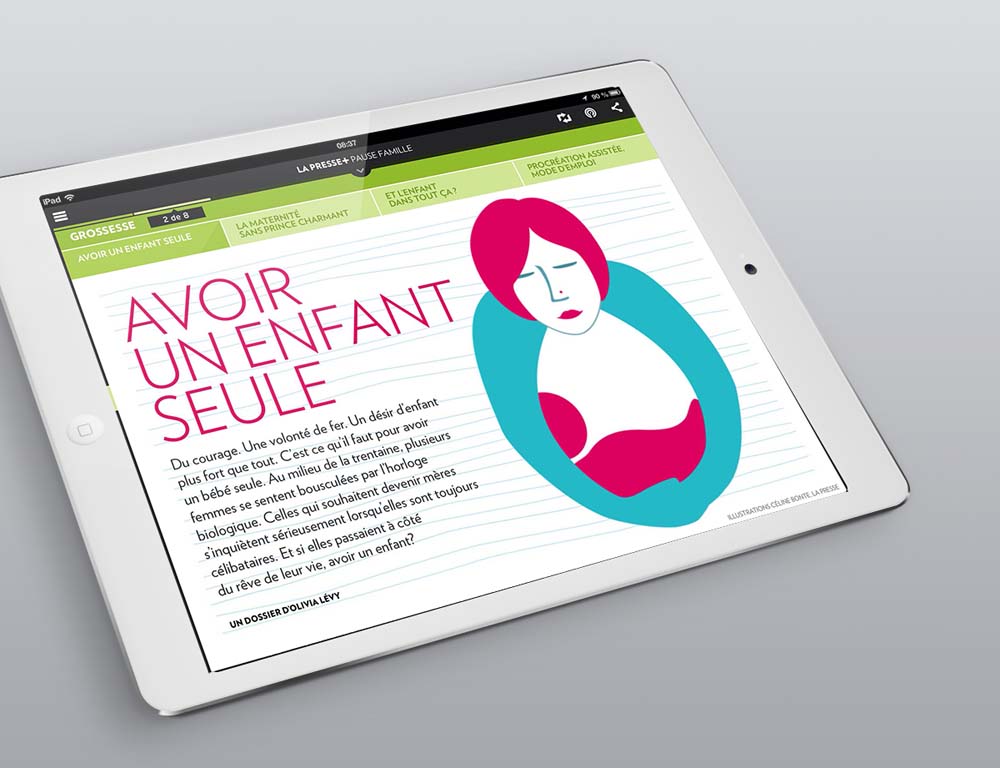 iPad
08:37
90 %
LA PRESSE+ PAUSE FAMILLE
GROSSESSE
2 de 8
AVOIR UN ENFANT SEULE
LA MATERNITÉ
SANS PRINCE CHARMANT
ET L'ENFANT
DANS TOUT ÇA ?
PROCRÉATION ASSISTÉE,
MODE D'EMPLOI
AVOIR
UN ENFANT
SEULE
Du courage. Une volonté de fer. Un désir d'enfant
plus fort que tout. C'est ce qu'il faut pour avoir
un bébé seule. Au milieu de la trentaine, plusieurs
femmes se sentent bousculées par l'horloge
biologique. Celles qui souhaitent devenir mères
s'inquiètent sérieusement lorsqu'elles sont toujours
célibataires. Et si elles passaient à côté
du rêve de leur vie, avoir un enfant?
UN DOSSIER D'OLIVIA LÉVY
ILLUSTRATIONS CÉLINE BONTE, LA PRESSE